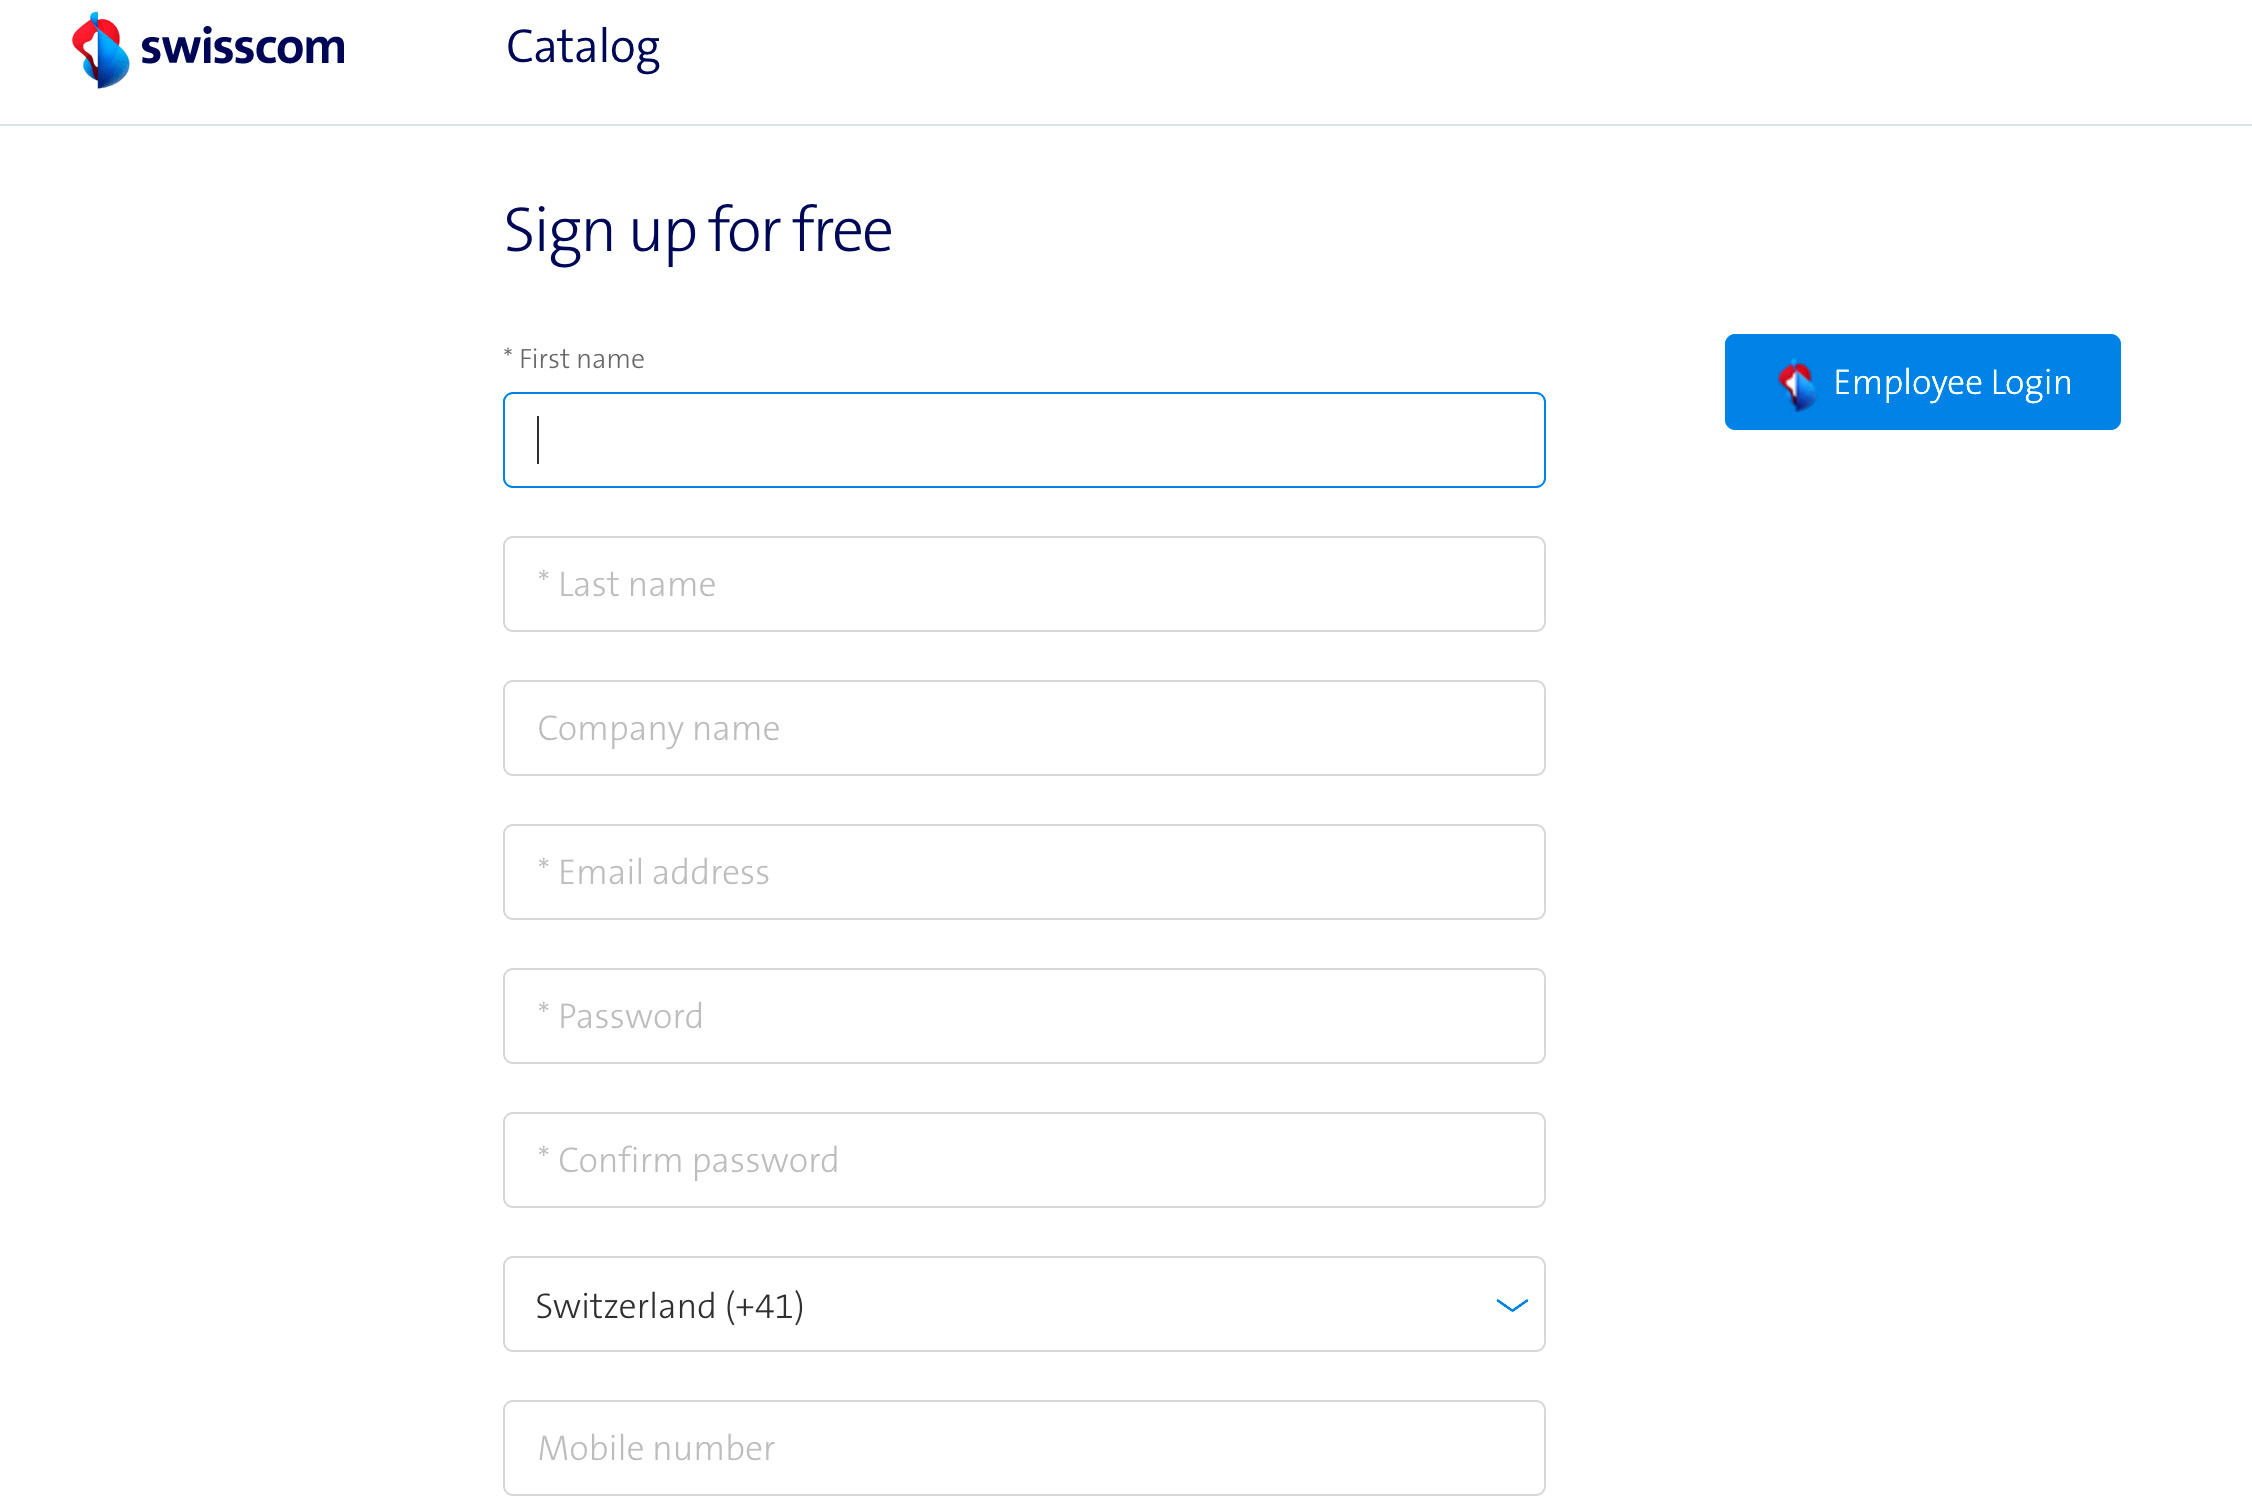 swisscom
Catalog
Sign up for free
* First name
Employee Login
* Last name
Company name
* Email address
* Password
* Confirm password
Switzerland (+41)
Mobile number